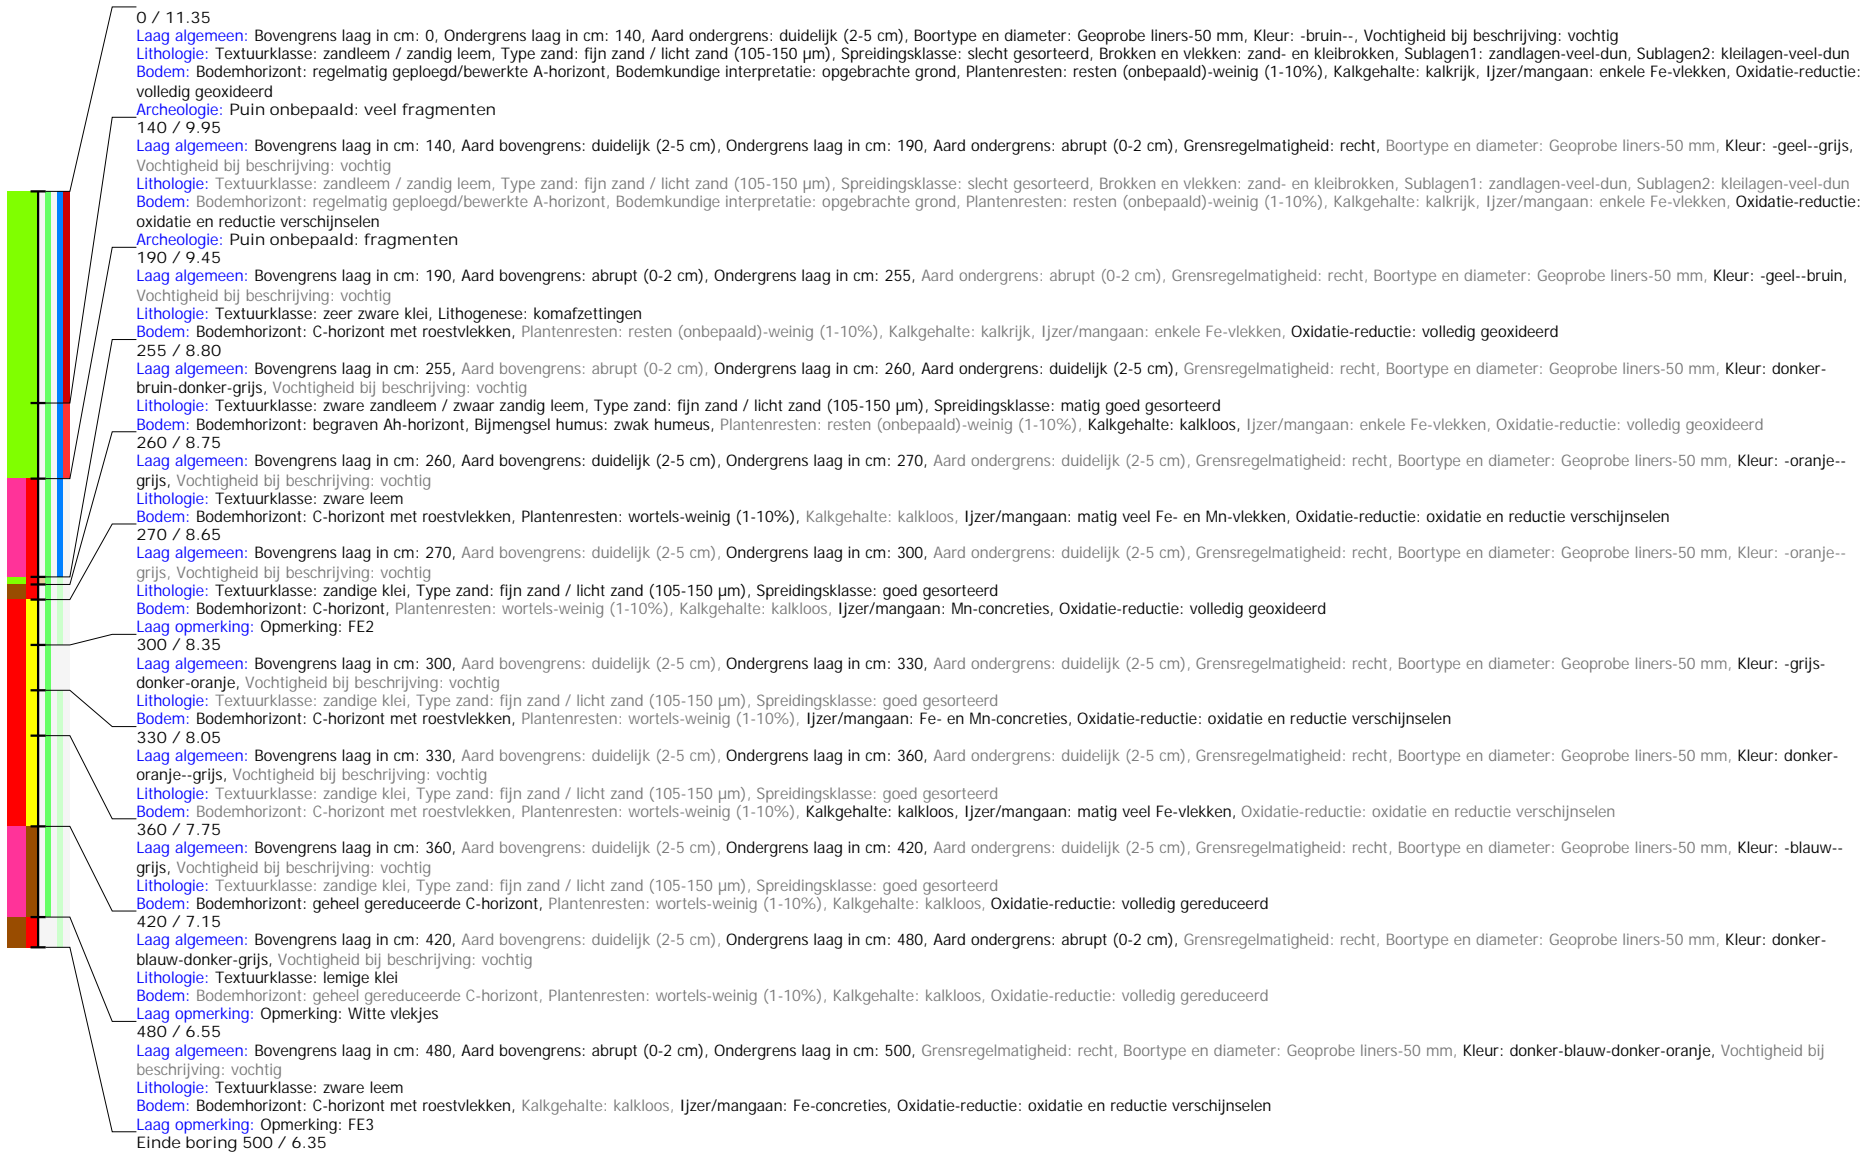 0 / 11.35
Laag algemeen: Bovengrens laag in cm: 0, Ondergrens laag in cm: 140, Aard ondergrens: duidelijk (2-5 cm), Boortype en diameter: Geoprobe liners-50 mm, Kleur: -bruin--, Vochtigheid bij beschrijving: vochtig
Lithologie: Textuurklasse: zandleem / zandig leem, Type zand: fijn zand / licht zand (105-150 µm), Spreidingsklasse: slecht gesorteerd, Brokken en vlekken: zand- en kleibrokken, Sublagen1: zandlagen-veel-dun, Sublagen2: kleilagen-veel-dun
Bodem: Bodemhorizont: regelmatig geploegd/bewerkte A-horizont, Bodemkundige interpretatie: opgebrachte grond, Plantenresten: resten (onbepaald)-weinig (1-10%), Kalkgehalte: kalkrijk, Ijzer/mangaan: enkele Fe-vlekken, Oxidatie-reductie:
volledig geoxideerd
Archeologie: Puin onbepaald: veel fragmenten
140 / 9.95
Laag algemeen: Bovengrens laag in cm: 140, Aard bovengrens: duidelijk (2-5 cm), Ondergrens laag in cm: 190, Aard ondergrens: abrupt (0-2 cm), Grensregelmatigheid: recht, Boortype en diameter: Geoprobe liners-50 mm, Kleur: -geel--grijs,
Vochtigheid bij beschrijving: vochtig
Lithologie: Textuurklasse: zandleem / zandig leem, Type zand: fijn zand / licht zand (105-150 µm), Spreidingsklasse: slecht gesorteerd, Brokken en vlekken: zand- en kleibrokken, Sublagen1: zandlagen-veel-dun, Sublagen2: kleilagen-veel-dun
Bodem: Bodemhorizont: regelmatig geploegd/bewerkte A-horizont, Bodemkundige interpretatie: opgebrachte grond, Plantenresten: resten (onbepaald)-weinig (1-10%), Kalkgehalte: kalkrijk, Ijzer/mangaan: enkele Fe-vlekken, Oxidatie-reductie:
oxidatie en reductie verschijnselen
Archeologie: Puin onbepaald: fragmenten
190 / 9.45
Laag algemeen: Bovengrens laag in cm: 190, Aard bovengrens: abrupt (0-2 cm), Ondergrens laag in cm: 255, Aard ondergrens: abrupt (0-2 cm), Grensregelmatigheid: recht, Boortype en diameter: Geoprobe liners-50 mm, Kleur: -geel--bruin,
Vochtigheid bij beschrijving: vochtig
Lithologie: Textuurklasse: zeer zware klei, Lithogenese: komafzettingen
Bodem: Bodemhorizont: C-horizont met roestvlekken, Plantenresten: resten (onbepaald)-weinig (1-10%), Kalkgehalte: kalkrijk, Ijzer/mangaan: enkele Fe-vlekken, Oxidatie-reductie: volledig geoxideerd
255 / 8.80
Laag algemeen: Bovengrens laag in cm: 255, Aard bovengrens: abrupt (0-2 cm), Ondergrens laag in cm: 260, Aard ondergrens: duidelijk (2-5 cm), Grensregelmatigheid: recht, Boortype en diameter: Geoprobe liners-50 mm, Kleur: donker-
bruin-donker-grijs, Vochtigheid bij beschrijving: vochtig
Lithologie: Textuurklasse: zware zandleem / zwaar zandig leem, Type zand: fijn zand / licht zand (105-150 µm), Spreidingsklasse: matig goed gesorteerd
Bodem: Bodemhorizont: begraven Ah-horizont, Bijmengsel humus: zwak humeus, Plantenresten: resten (onbepaald)-weinig (1-10%), Kalkgehalte: kalkloos, Ijzer/mangaan: enkele Fe-vlekken, Oxidatie-reductie: volledig geoxideerd
260 / 8.75
Laag algemeen: Bovengrens laag in cm: 260, Aard bovengrens: duidelijk (2-5 cm), Ondergrens laag in cm: 270, Aard ondergrens: duidelijk (2-5 cm), Grensregelmatigheid: recht, Boortype en diameter: Geoprobe liners-50 mm, Kleur: -oranje--
grijs, Vochtigheid bij beschrijving: vochtig
Lithologie: Textuurklasse: zware leem
Bodem: Bodemhorizont: C-horizont met roestvlekken, Plantenresten: wortels-weinig (1-10%), Kalkgehalte: kalkloos, Ijzer/mangaan: matig veel Fe- en Mn-vlekken, Oxidatie-reductie: oxidatie en reductie verschijnselen
270 / 8.65
Laag algemeen: Bovengrens laag in cm: 270, Aard bovengrens: duidelijk (2-5 cm), Ondergrens laag in cm: 300, Aard ondergrens: duidelijk (2-5 cm), Grensregelmatigheid: recht, Boortype en diameter: Geoprobe liners-50 mm, Kleur: -oranje--
grijs, Vochtigheid bij beschrijving: vochtig
Lithologie: Textuurklasse: zandige klei, Type zand: fijn zand / licht zand (105-150 µm), Spreidingsklasse: goed gesorteerd
Bodem: Bodemhorizont: C-horizont, Plantenresten: wortels-weinig (1-10%), Kalkgehalte: kalkloos, Ijzer/mangaan: Mn-concreties, Oxidatie-reductie: volledig geoxideerd
Laag opmerking: Opmerking: FE2
300 / 8.35
Laag algemeen: Bovengrens laag in cm: 300, Aard bovengrens: duidelijk (2-5 cm), Ondergrens laag in cm: 330, Aard ondergrens: duidelijk (2-5 cm), Grensregelmatigheid: recht, Boortype en diameter: Geoprobe liners-50 mm, Kleur: -grijs-
donker-oranje, Vochtigheid bij beschrijving: vochtig
Lithologie: Textuurklasse: zandige klei, Type zand: fijn zand / licht zand (105-150 µm), Spreidingsklasse: goed gesorteerd
Bodem: Bodemhorizont: C-horizont met roestvlekken, Plantenresten: wortels-weinig (1-10%), Ijzer/mangaan: Fe- en Mn-concreties, Oxidatie-reductie: oxidatie en reductie verschijnselen
330 / 8.05
Laag algemeen: Bovengrens laag in cm: 330, Aard bovengrens: duidelijk (2-5 cm), Ondergrens laag in cm: 360, Aard ondergrens: duidelijk (2-5 cm), Grensregelmatigheid: recht, Boortype en diameter: Geoprobe liners-50 mm, Kleur: donker-
oranje--grijs, Vochtigheid bij beschrijving: vochtig
Lithologie: Textuurklasse: zandige klei, Type zand: fijn zand / licht zand (105-150 µm), Spreidingsklasse: goed gesorteerd
Bodem: Bodemhorizont: C-horizont met roestvlekken, Plantenresten: wortels-weinig (1-10%), Kalkgehalte: kalkloos, Ijzer/mangaan: matig veel Fe-vlekken, Oxidatie-reductie: oxidatie en reductie verschijnselen
360 / 7.75
Laag algemeen: Bovengrens laag in cm: 360, Aard bovengrens: duidelijk (2-5 cm), Ondergrens laag in cm: 420, Aard ondergrens: duidelijk (2-5 cm), Grensregelmatigheid: recht, Boortype en diameter: Geoprobe liners-50 mm, Kleur: -blauw--
grijs, Vochtigheid bij beschrijving: vochtig
Lithologie: Textuurklasse: zandige klei, Type zand: fijn zand / licht zand (105-150 µm), Spreidingsklasse: goed gesorteerd
Bodem: Bodemhorizont: geheel gereduceerde C-horizont, Plantenresten: wortels-weinig (1-10%), Kalkgehalte: kalkloos, Oxidatie-reductie: volledig gereduceerd
420 / 7.15
Laag algemeen: Bovengrens laag in cm: 420, Aard bovengrens: duidelijk (2-5 cm), Ondergrens laag in cm: 480, Aard ondergrens: abrupt (0-2 cm), Grensregelmatigheid: recht, Boortype en diameter: Geoprobe liners-50 mm, Kleur: donker-
blauw-donker-grijs, Vochtigheid bij beschrijving: vochtig
Lithologie: Textuurklasse: lemige klei
Bodem: Bodemhorizont: geheel gereduceerde C-horizont, Plantenresten: wortels-weinig (1-10%), Kalkgehalte: kalkloos, Oxidatie-reductie: volledig gereduceerd
Laag opmerking: Opmerking: Witte vlekjes
480 / 6.55
Laag algemeen: Bovengrens laag in cm: 480, Aard bovengrens: abrupt (0-2 cm), Ondergrens laag in cm: 500, Grensregelmatigheid: recht, Boortype en diameter: Geoprobe liners-50 mm, Kleur: donker-blauw-donker-oranje, Vochtigheid bij
beschrijving: vochtig
Lithologie: Textuurklasse: zware leem
Bodem: Bodemhorizont: C-horizont met roestvlekken, Kalkgehalte: kalkloos, Ijzer/mangaan: Fe-concreties, Oxidatie-reductie: oxidatie en reductie verschijnselen
Laag opmerking: Opmerking: FE3
Einde boring 500 / 6.35